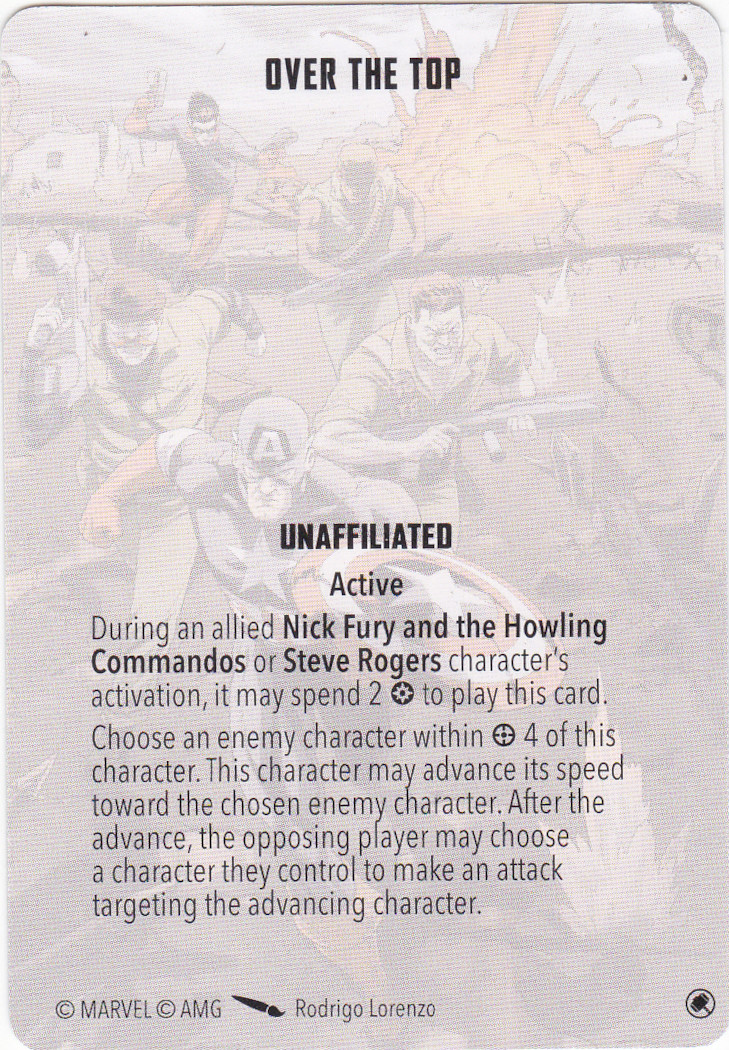 OVER THE TOP
UNAFFILIATED
Active
During an allied Nick Fury and the Howling
Commandos or Steve Rogers character's
activation, it may spend 2 to play this card.
Choose an enemy character within 4 of this
character. This character may advance its speed
toward the chosen enemy character. After the
advance, the opposing player may choose
a character they control to make an attack
targeting the advancing character.
© MARVEL © AMG Rodrigo Lorenzo
A